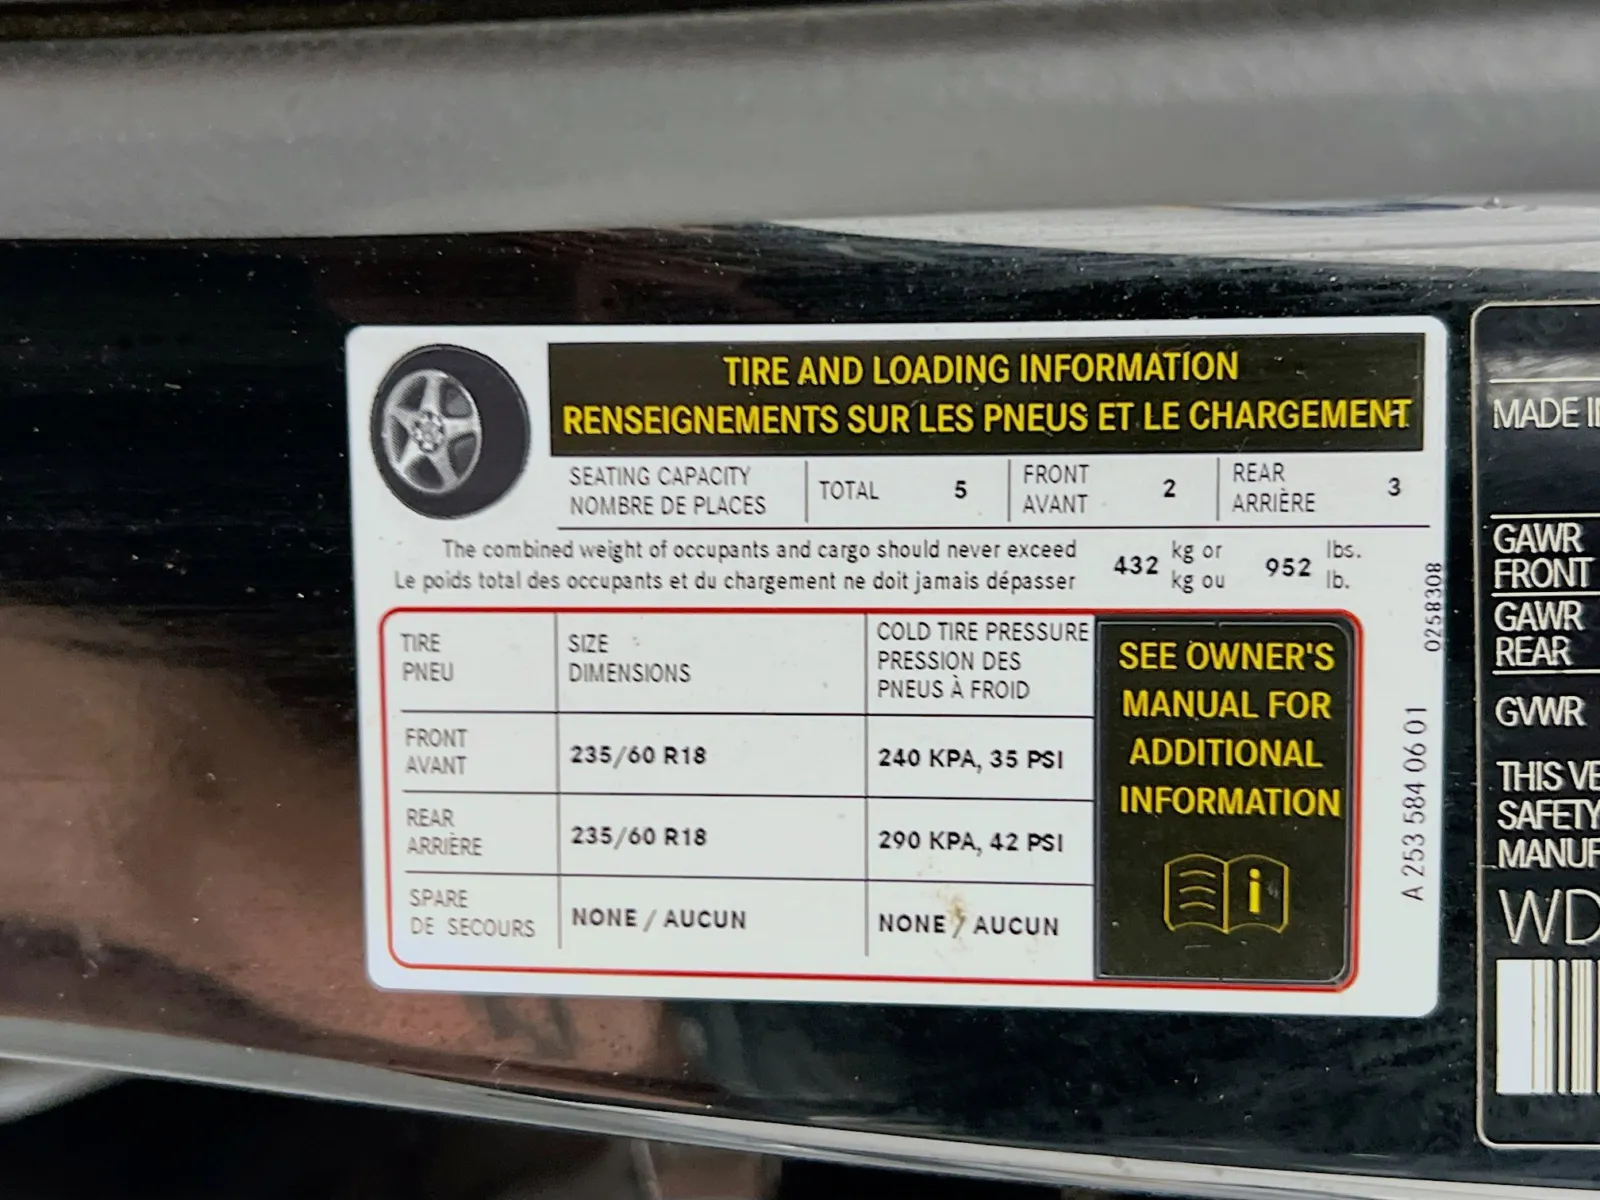 TIRE AND LOADING INFORMATION
RENSEIGNEMENTS SUR LES PNEUS ET LE CHARGEMENT
SEATING CAPACITY
NOMBRE DE PLACES
TOTAL 5
FRONT
AVANT
2
REAR
ARRIÈRE
3
The combined weight of occupants and cargo should never exceed
Le poids total des occupants et du chargement ne doit jamais dépasser
432
kg or
kg ou
952
lbs.
lb.
TIRE
PNEU
SIZE
DIMENSIONS
COLD TIRE PRESSURE
PRESSION DES
PNEUS À FROID
FRONT
AVANT
235/60 R18
240 KPA, 35 PSI
REAR
ARRIÈRE
235/60 R18
290 KPA, 42 PSI
SPARE
DE SECOURS
NONE / AUCUN
NONE / AUCUN
SEE OWNER'S
MANUAL FOR
ADDITIONAL
INFORMATION
i
0258308
A 253 584 06 01
MADE
GAWR
FRONT
GAWR
REAR
GVWR
THIS
SAFETY
WD